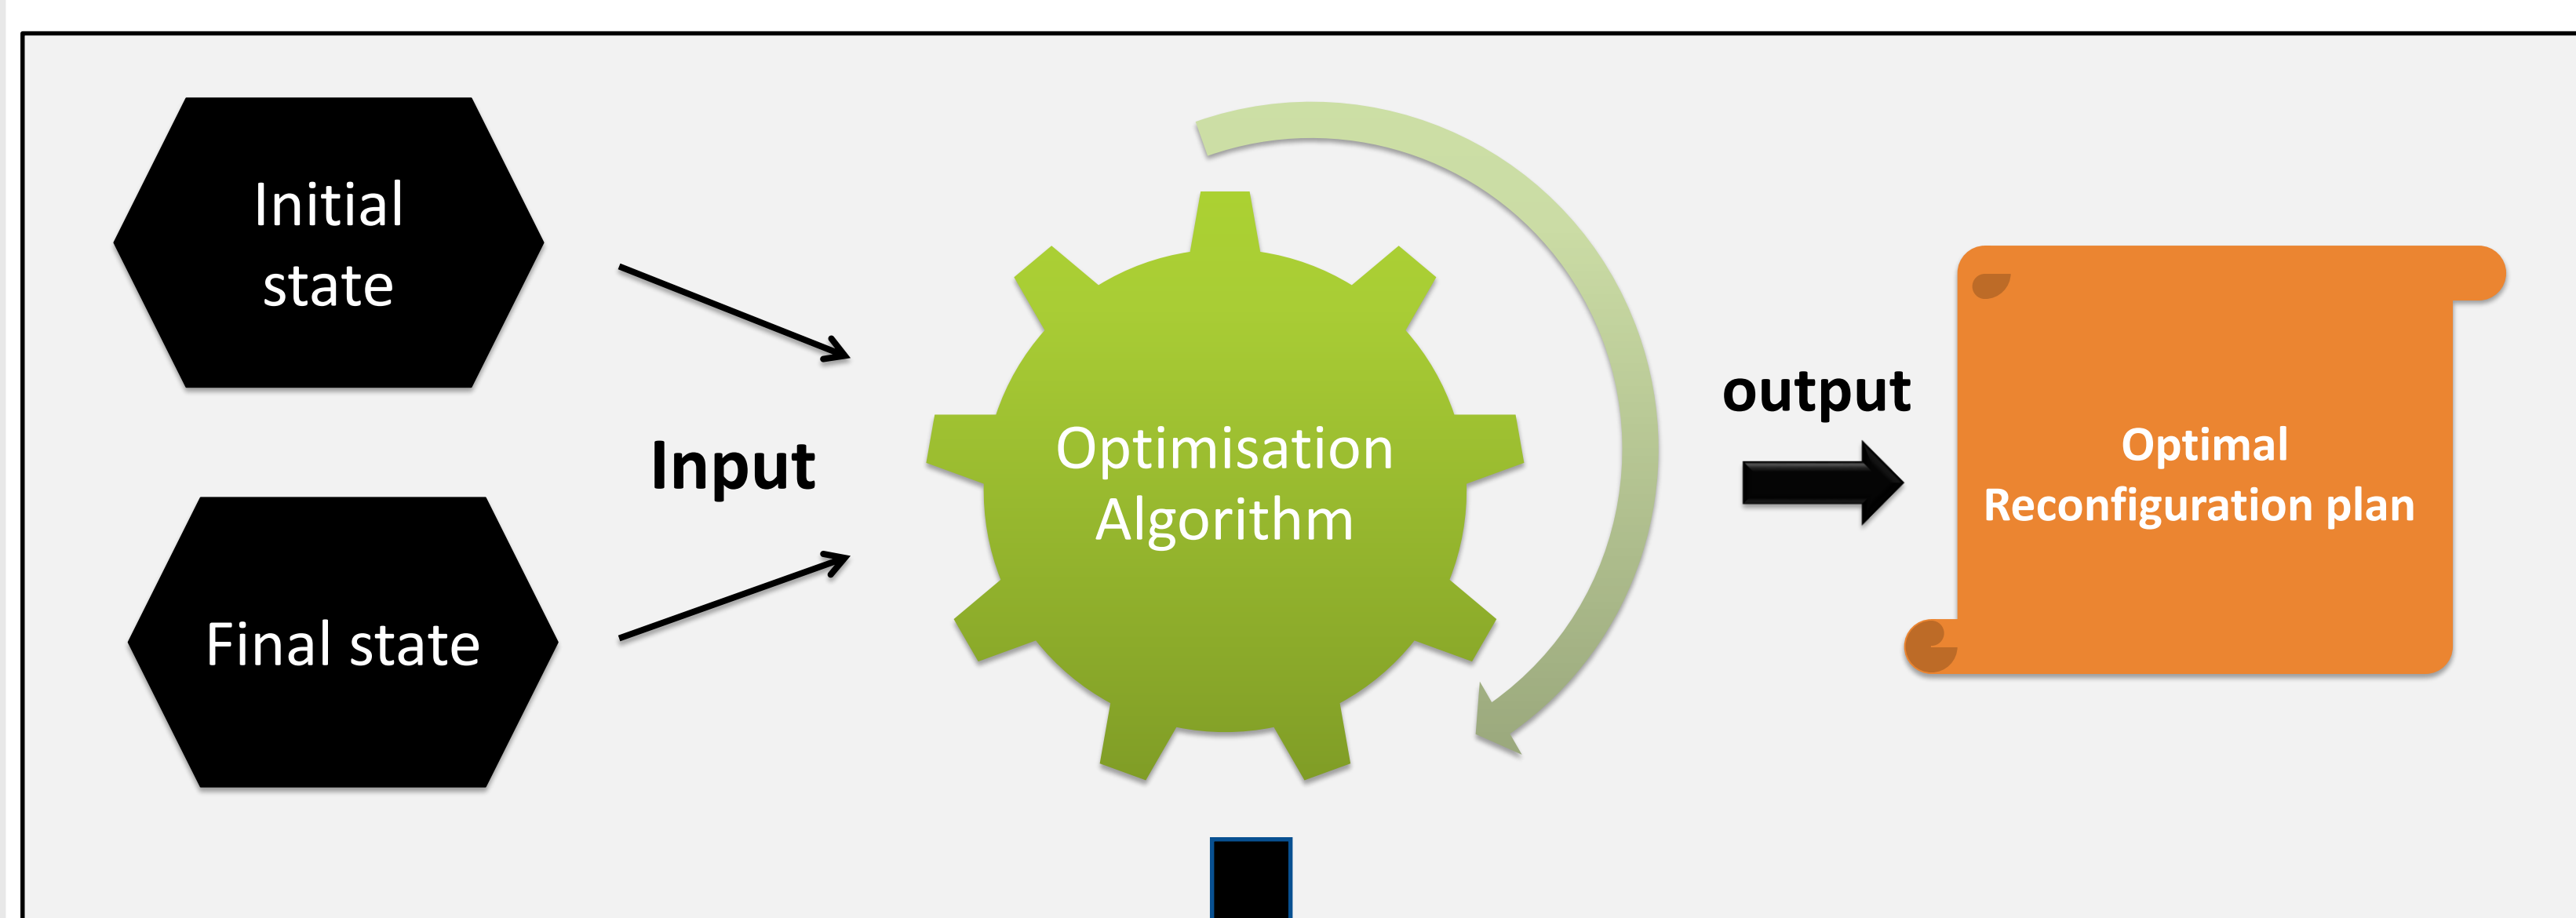 Initial
state
Final state
Input
Optimisation
Algorithm
output
Optimal
Reconfiguration plan